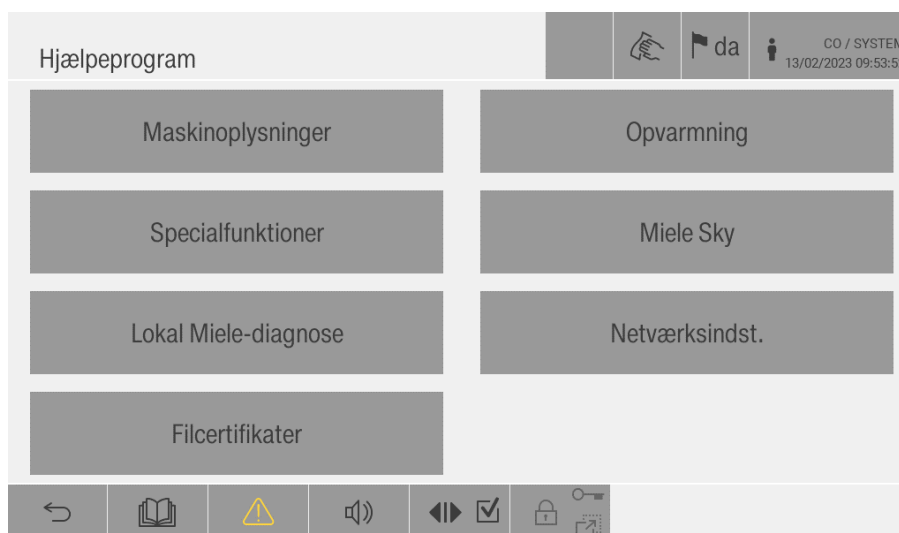 Hjælpeprogram
da
CO / SYSTEM
13/02/2023 09:53:5
Maskinoplysninger
Opvarmning
Specialfunktioner
Miele Sky
Lokal Miele-diagnose
Netværksindst.
Filcertifikater